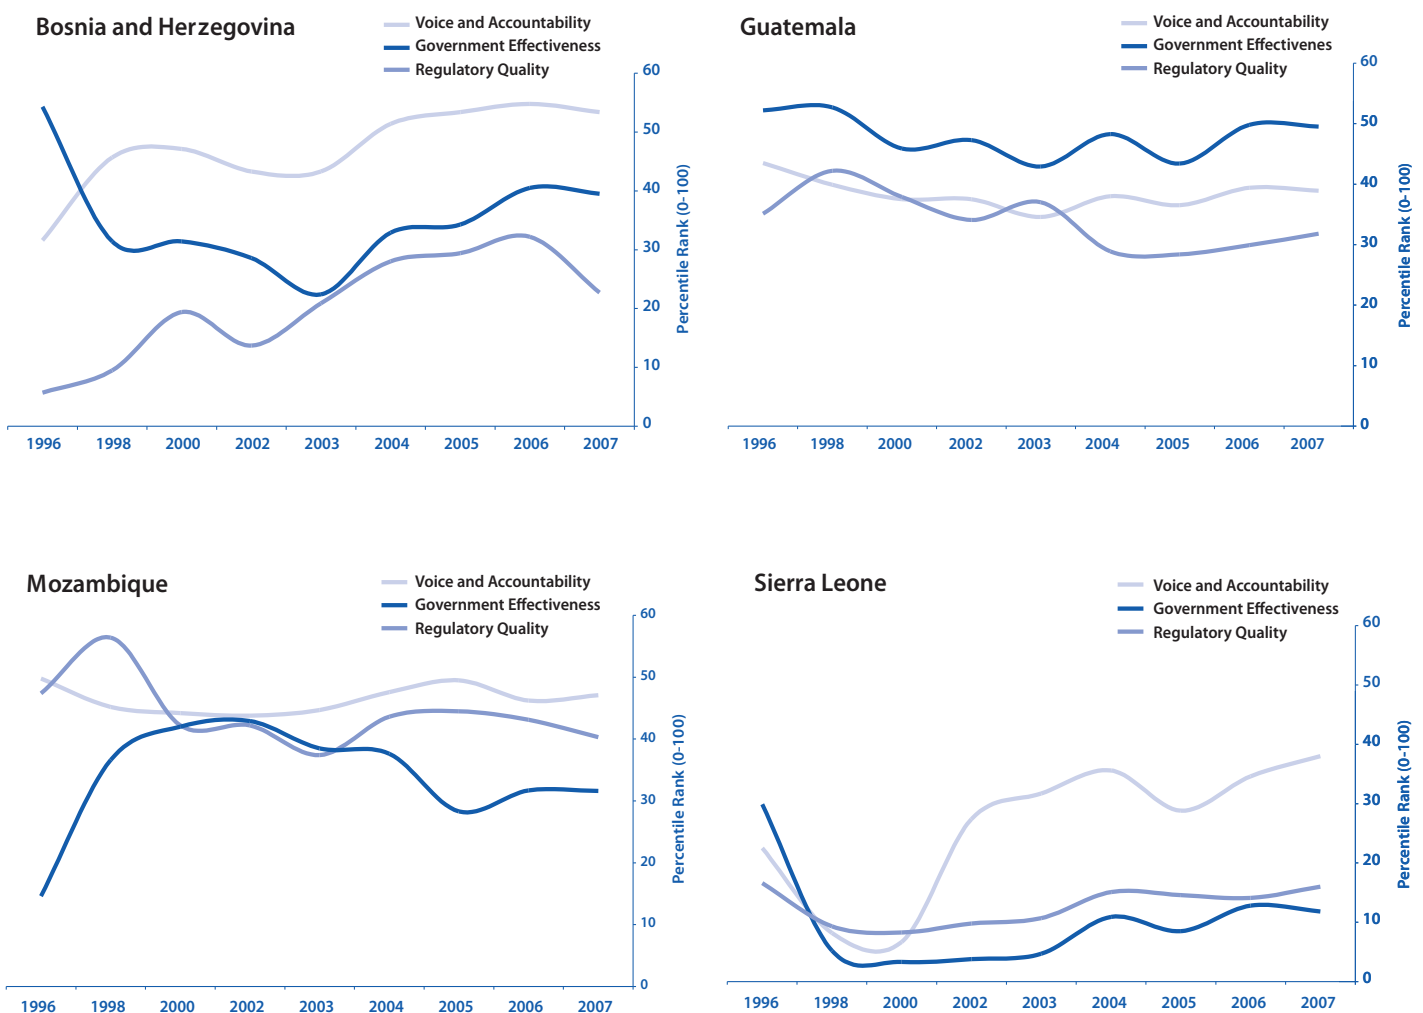 Bosnia and Herzegovina
Voice and Accountability
Government Effectiveness
Regulatory Quality
60
50
40
30
20
10
0
Percentile Rank (0-100)
1996 1998 2000 2002 2003 2004 2005 2006 2007
Guatemala
Voice and Accountability
Government Effectivenes
Regulatory Quality
60
50
40
30
20
10
0
Percentile Rank (0-100)
1996 1998 2000 2002 2003 2004 2005 2006 2007
Mozambique
Voice and Accountability
Government Effectiveness
Regulatory Quality
60
50
40
30
20
10
0
Percentile Rank (0-100)
1996 1998 2000 2002 2003 2004 2005 2006 2007
Sierra Leone
Voice and Accountability
Government Effectiveness
Regulatory Quality
60
50
40
30
20
10
0
Percentile Rank (0-100)
1996 1998 2000 2002 2003 2004 2005 2006 2007